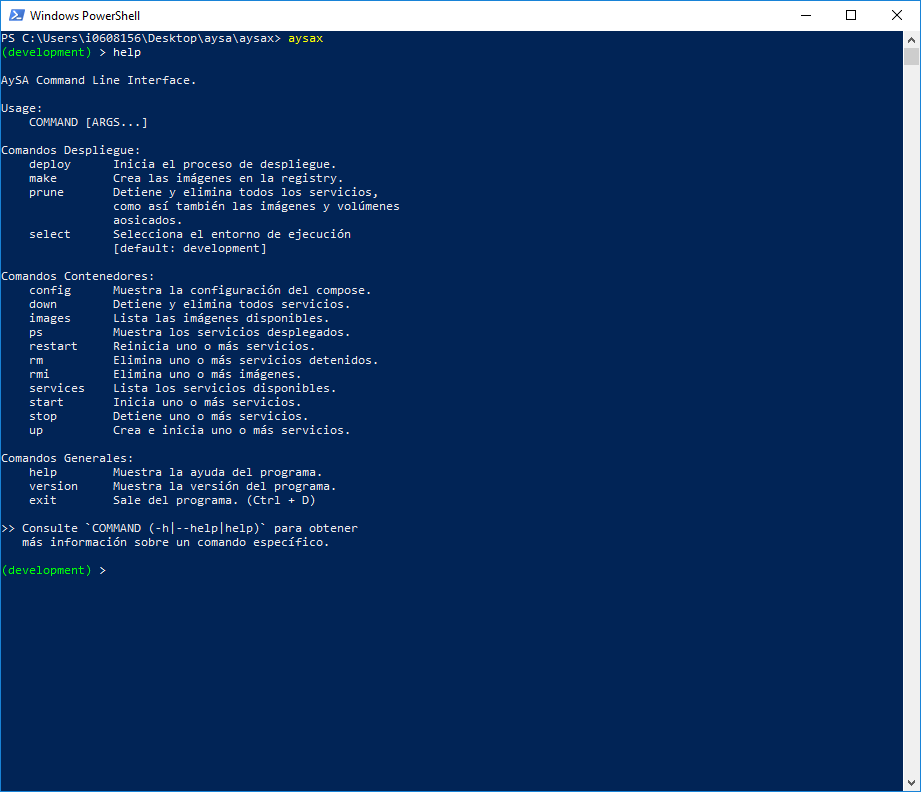 Windows PowerShell
PS C:\Users\i0608156\Desktop\aysa\aysax> aysax
(development) > help
AySA Command Line Interface.
Usage:
COMMAND [ARGS...]
Comandos Despliegue:
deploy Inicia el proceso de despliegue.
make Crea las imágenes en la registry.
prune Detiene y elimina todos los servicios,
como así también las imágenes y volúmenes
aosicados.
select Selecciona el entorno de ejecución
[default: development]
Comandos Contenedores:
config Muestra la configuración del compose.
down Detiene y elimina todos servicios.
images Lista las imágenes disponibles.
ps Muestra los servicios desplegados.
restart Reinicia uno o más servicios.
rm Elimina uno o más servicios detenidos.
rmi Elimina uno o más imágenes.
services Lista los servicios disponibles.
start Inicia uno o más servicios.
stop Detiene uno o más servicios.
up Crea e inicia uno o más servicios.
Comandos Generales:
help Muestra la ayuda del programa.
version Muestra la versión del programa.
exit Sale del programa. (Ctrl + D)
>> Consulte `COMMAND (-h|--help|help)` para obtener
más información sobre un comando específico.
(development) >